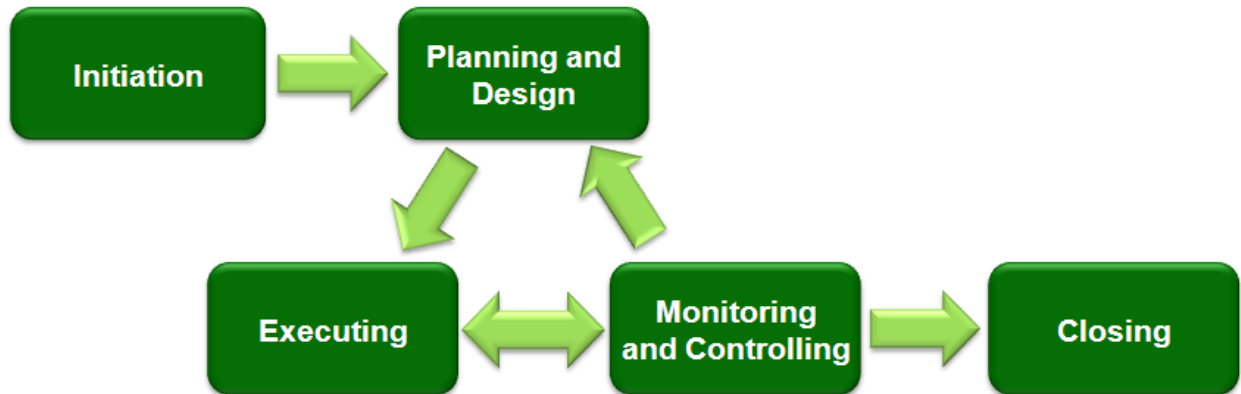 Initiation
Planning and
Design
Executing
Monitoring
and Controlling
Closing